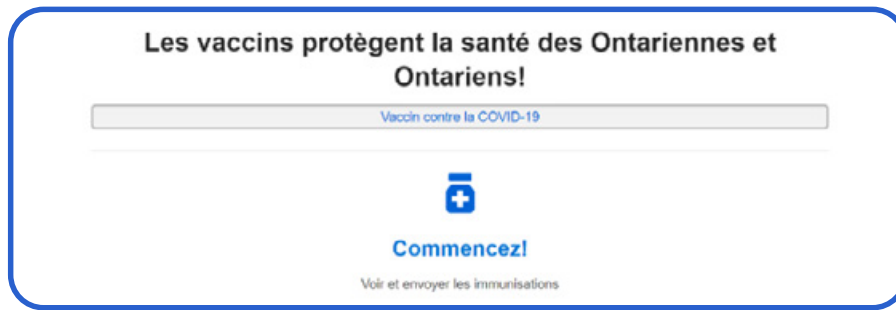 Les vaccins protègent la santé des Ontariennes et
Ontariens!
Vaccin contre la COVID-19
Commencez!
Voir et envoyer les immunisations